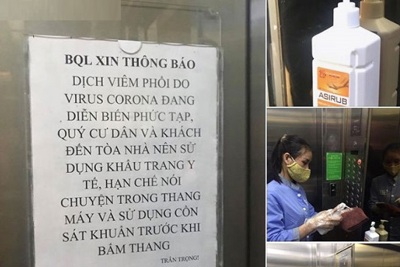 BQL XIN THÔNG BÁO
DỊCH VIÊM PHỔI DO
VIRUS CORONA ĐANG
DIỄN BIẾN PHỨC TẠP,
QUÝ CƯ DÂN VÀ KHÁCH
ĐẾN TÒA NHÀ NÊN SỬ
DỤNG KHẨU TRANG Y
TẾ, HẠN CHẾ NÓI
CHUYỆN TRONG THANG
MÁY VÀ SỬ DỤNG CỒN
SÁT KHUẨN TRƯỚC KHI
BẤM THANG
TRÂN TRỌNG!
ASIRUB